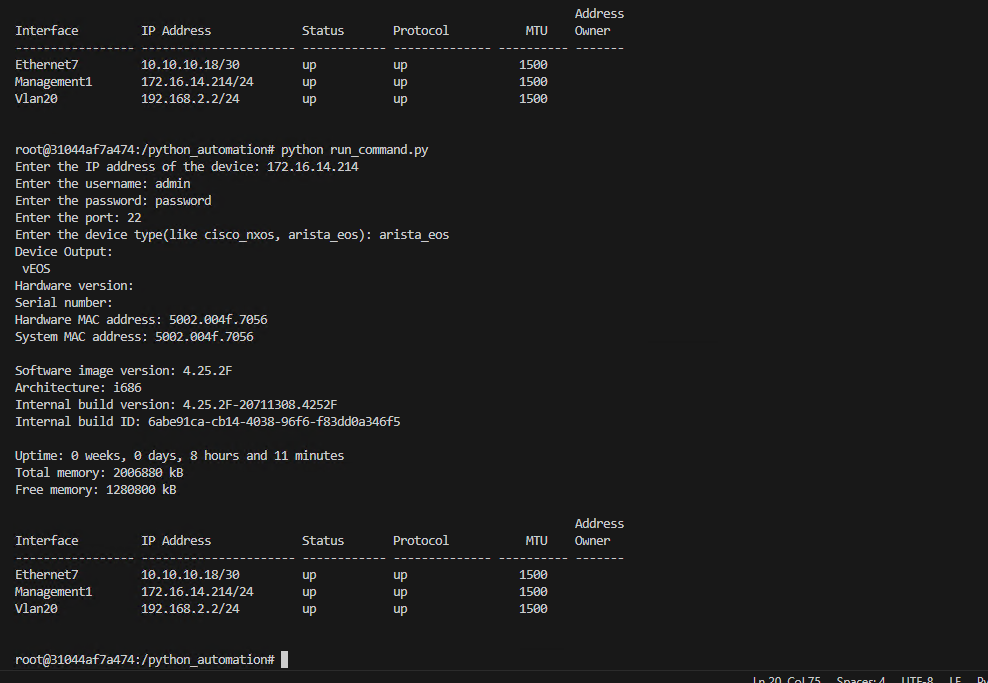 Address
Interface         IP Address             Status       Protocol           MTU    Owner
----------------- ---------------------- ------------ -------------- ---------- -------
Ethernet7         10.10.10.18/30         up           up                1500
Management1       172.16.14.214/24       up           up                1500
Vlan20            192.168.2.2/24         up           up                1500
root@31044af7a474:/python_automation# python run_command.py
Enter the IP address of the device: 172.16.14.214
Enter the username: admin
Enter the password: password
Enter the port: 22
Enter the device type(like cisco_nxos, arista_eos): arista_eos
Device Output:
 vEOS
Hardware version:
Serial number:
Hardware MAC address: 5002.004f.7056
System MAC address: 5002.004f.7056
Software image version: 4.25.2F
Architecture: i686
Internal build version: 4.25.2F-20711308.4252F
Internal build ID: 6abe91ca-cb14-4038-96f6-f83dd0a346f5
Uptime: 0 weeks, 0 days, 8 hours and 11 minutes
Total memory: 2006880 kB
Free memory: 1280800 kB
                                                                                Address
Interface         IP Address             Status       Protocol           MTU    Owner
----------------- ---------------------- ------------ -------------- ---------- -------
Ethernet7         10.10.10.18/30         up           up                1500
Management1       172.16.14.214/24       up           up                1500
Vlan20            192.168.2.2/24         up           up                1500
root@31044af7a474:/python_automation#
Ln 20, Col 75 Spaces: 4 UTF-8 LF